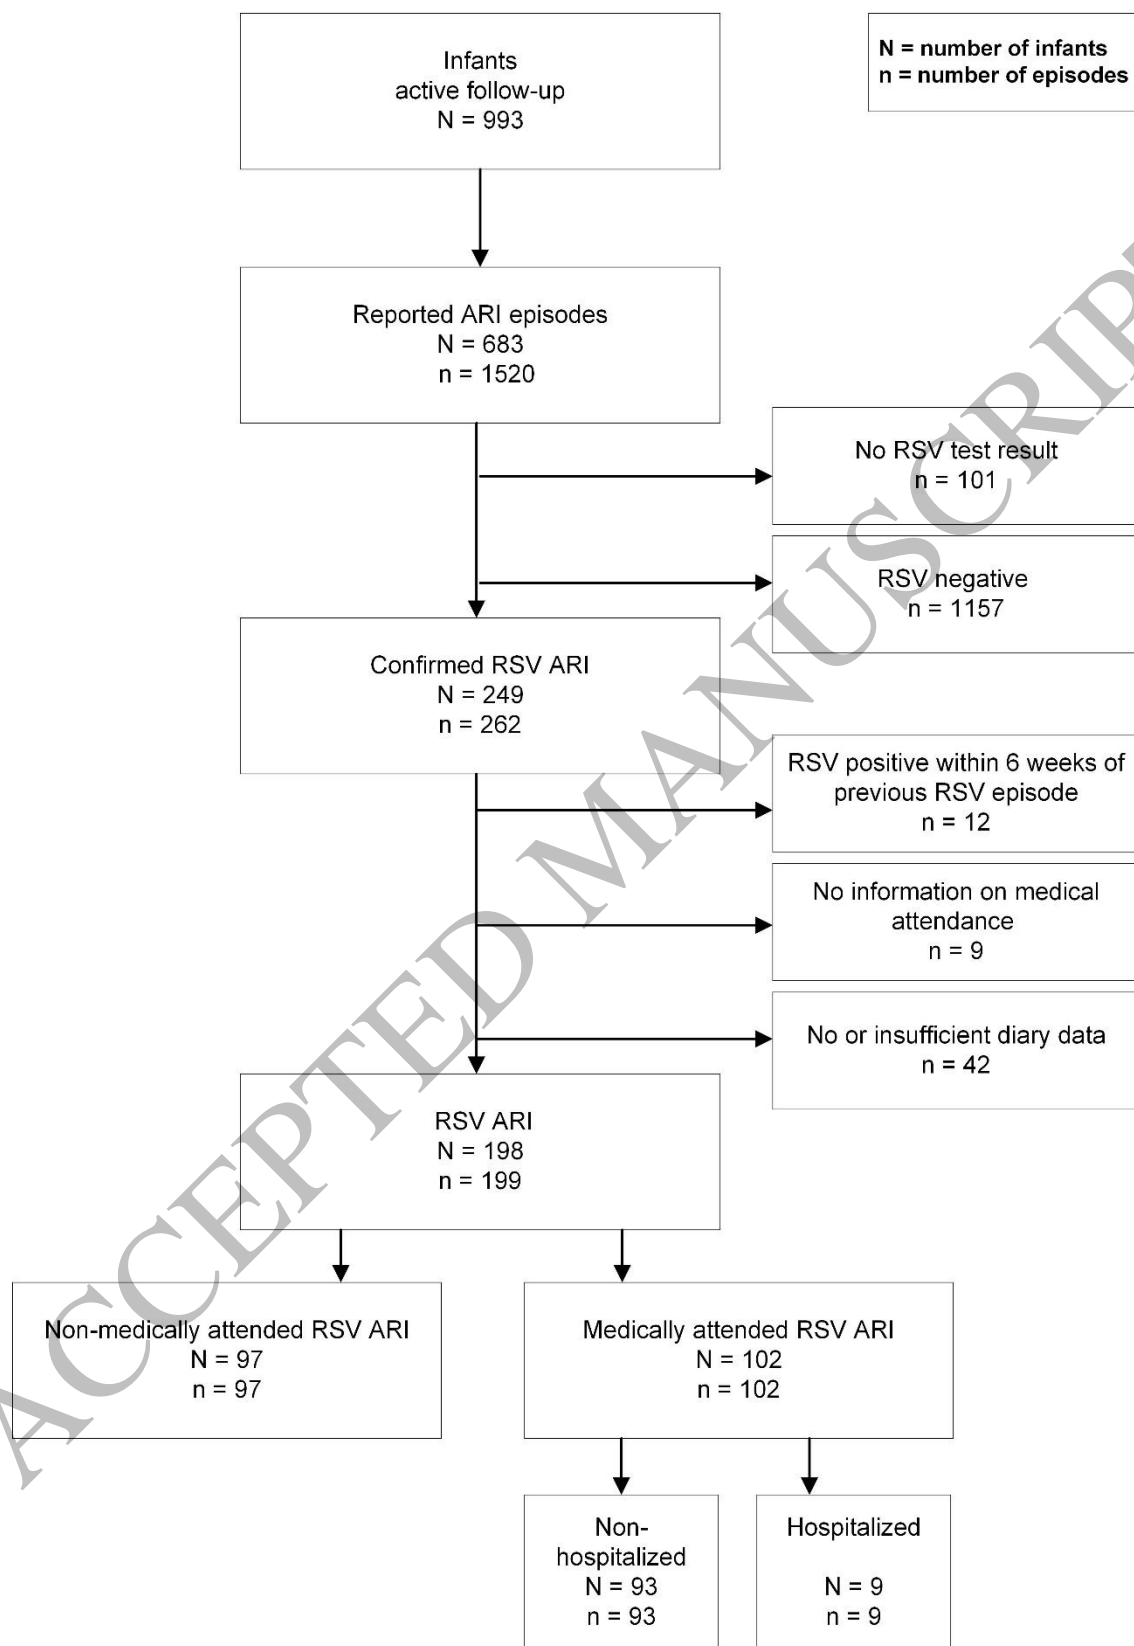 Infants
active follow-up
N = 993
N = number of infants
n = number of episodes
Reported ARI episodes
N = 683
n = 1520
No RSV test result
n = 101
RSV negative
n = 1157
Confirmed RSV ARI
N = 249
n = 262
RSV positive within 6 weeks of
previous RSV episode
n = 12
No information on medical
attendance
n = 9
No or insufficient diary data
n = 42
RSV ARI
N = 198
n = 199
Non-medically attended RSV ARI
N = 97
n = 97
Medically attended RSV ARI
N = 102
n = 102
Non-
hospitalized
N = 93
n = 93
Hospitalized
N = 9
n = 9
ACCEPTED MANUSCRIPT